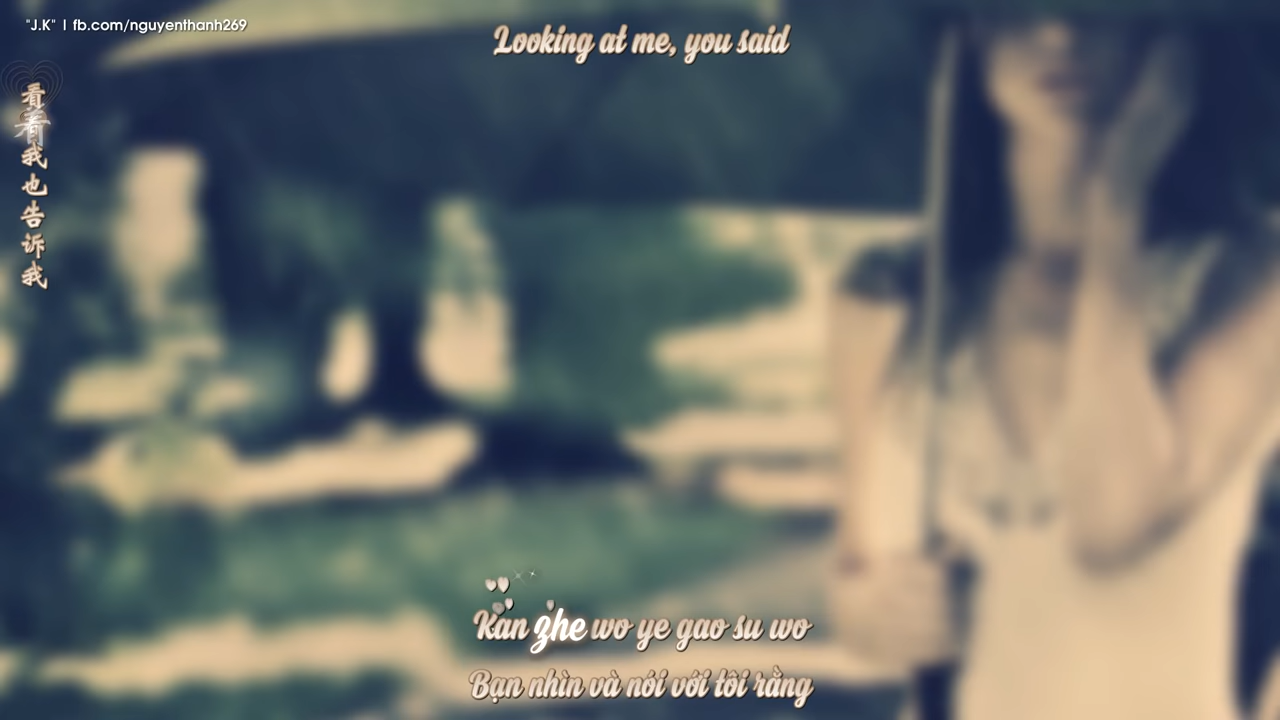 "J.K" | fb.com/nguyenthanh269
Looking at me, you said
看着我也告诉我
Kan zhe wo ye gao su wo
Bạn nhìn và nói với tôi rằng